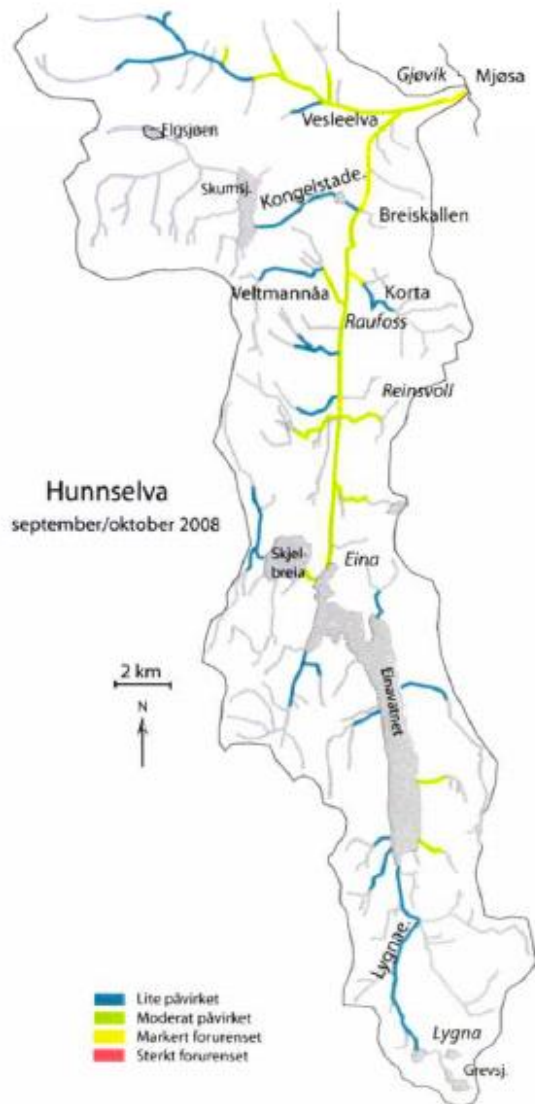 Gjøvik
Mjøsa
Vesleelva
Elgsjøen
Skumsj.
Kongelstade.
Breiskallen
Veltmannåa
Korta
Raufoss
Reinsvoll
Hunnselva
september/oktober 2008
Skjel-
breia
Eina
2 km
N
Einavatnet
Lygnae.
Lite påvirket
Moderat påvirket
Markert forurenset
Sterkt forurenset
Lygna
Grevsj.